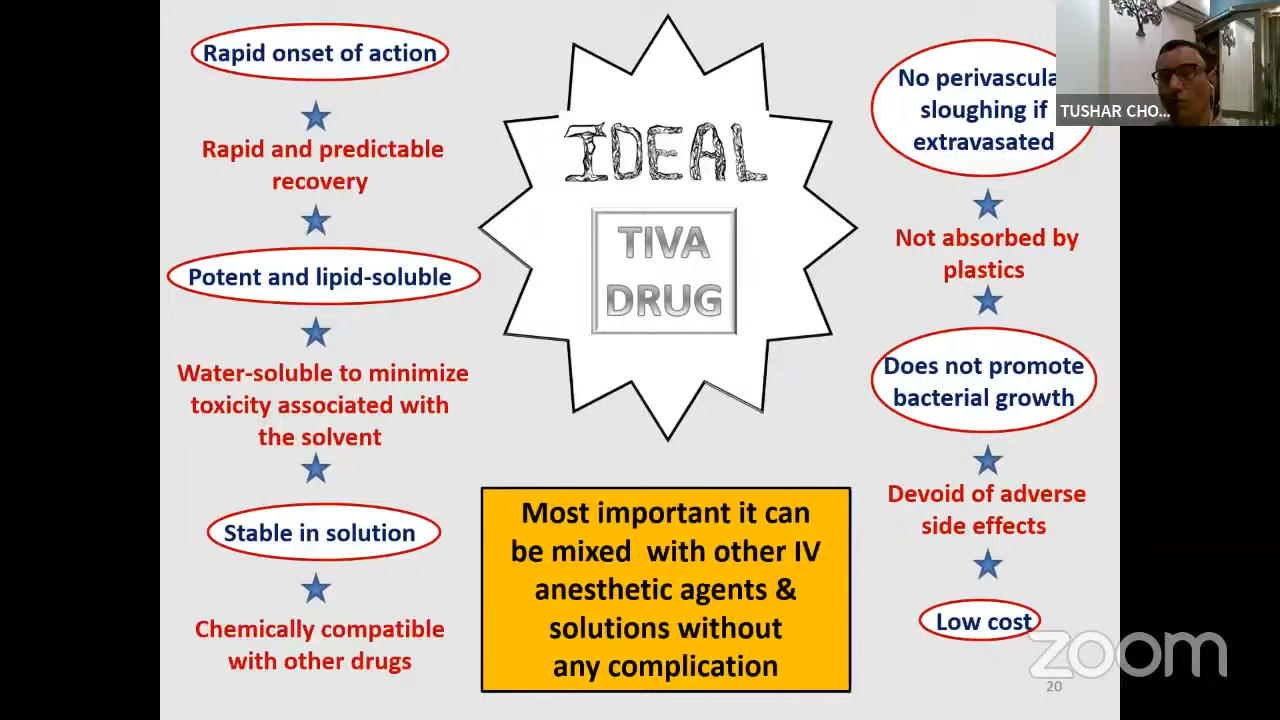 Rapid onset of action
Rapid and predictable
recovery
Potent and lipid-soluble
Water-soluble to minimize
toxicity associated with
the solvent
Stable in solution
Chemically compatible
with other drugs
IDEAL
TIVA
DRUG
Most important it can
be mixed with other IV
anesthetic agents &
solutions without
any complication
No perivascula
sloughing if
extravasated
Not absorbed by
plastics
Does not promote
bacterial growth
Devoid of adverse
side effects
Low cost
TUSHAR CHO...
zoom
20